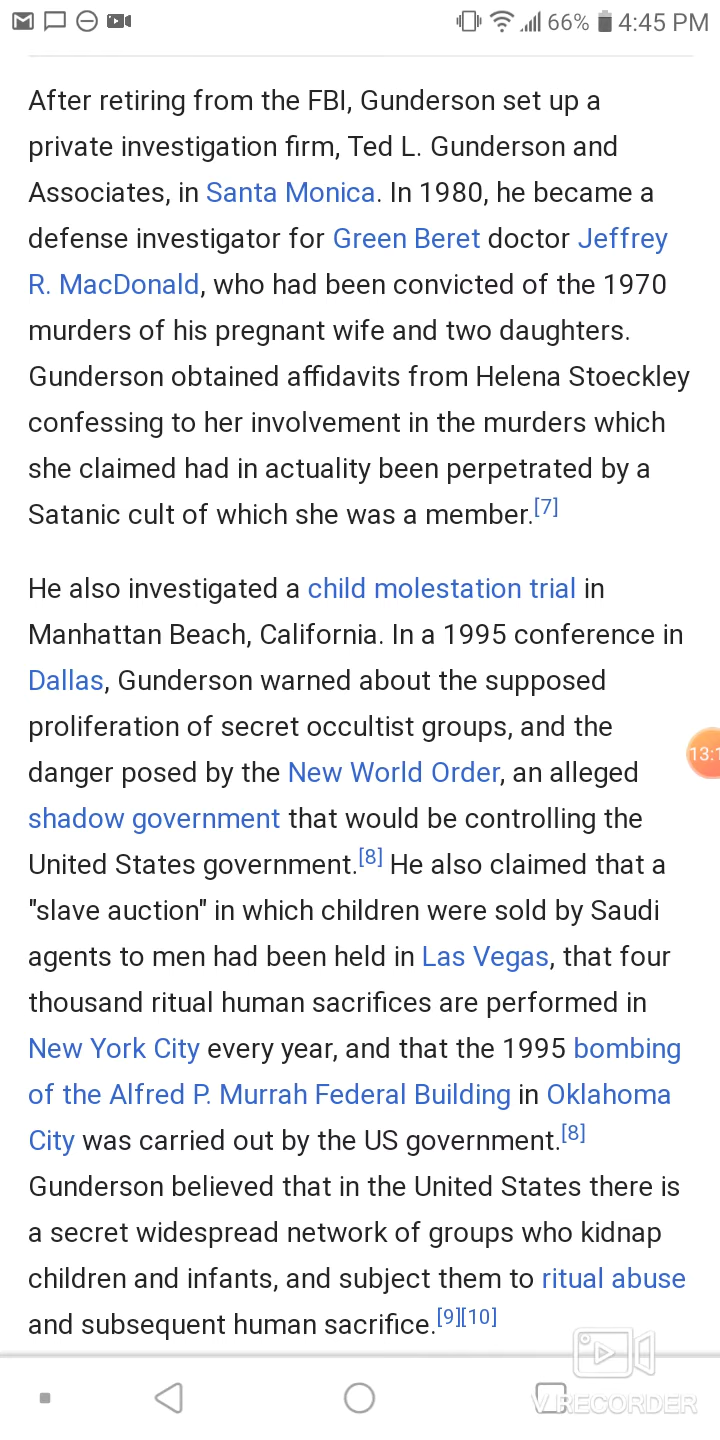 66% 4:45 PM
After retiring from the FBI, Gunderson set up a
private investigation firm, Ted L. Gunderson and
Associates, in Santa Monica. In 1980, he became a
defense investigator for Green Beret doctor Jeffrey
R. MacDonald, who had been convicted of the 1970
murders of his pregnant wife and two daughters.
Gunderson obtained affidavits from Helena Stoeckley
confessing to her involvement in the murders which
she claimed had in actuality been perpetrated by a
Satanic cult of which she was a member.[7]
He also investigated a child molestation trial in
Manhattan Beach, California. In a 1995 conference in
Dallas, Gunderson warned about the supposed
proliferation of secret occultist groups, and the
danger posed by the New World Order, an alleged
shadow government that would be controlling the
United States government.[8] He also claimed that a
"slave auction" in which children were sold by Saudi
agents to men had been held in Las Vegas, that four
thousand ritual human sacrifices are performed in
New York City every year, and that the 1995 bombing
of the Alfred P. Murrah Federal Building in Oklahoma
City was carried out by the US government.[8]
Gunderson believed that in the United States there is
a secret widespread network of groups who kidnap
children and infants, and subject them to ritual abuse
and subsequent human sacrifice.[9][10]
V RECORDER